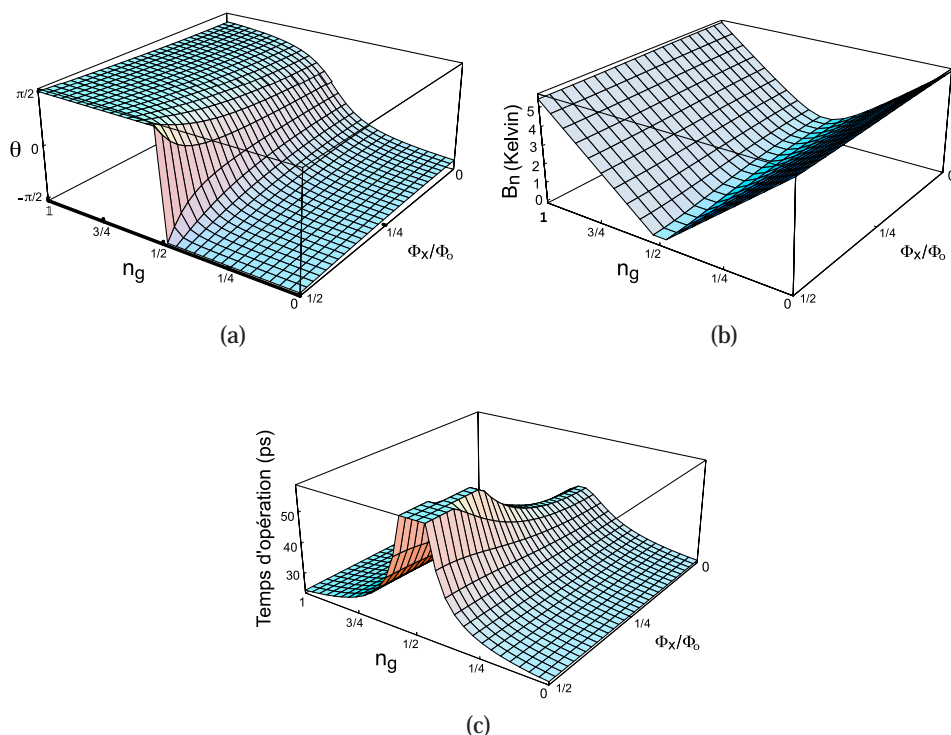 π/2
0
-π/2
θ
1
3/4
1/2
1/4
0
n_g
1/2
1/4
0
Φ_x/Φ_o
(a)
5
4
3
2
1
0
B_n (Kelvin)
1
3/4
1/2
1/4
0
n_g
1/2
1/4
0
Φ_x/Φ_o
(b)
Temps d'opération (ps)
50
40
30
1
3/4
1/2
1/4
0
n_g
1/2
1/4
0
Φ_x/Φ_o
(c)